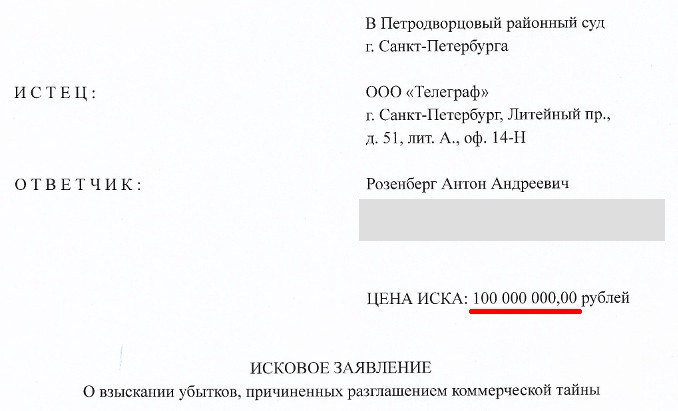 В Петродворцовый районный суд
г. Санкт-Петербурга
И С Т Е Ц :
ООО «Телеграф»
г. Санкт-Петербург, Литейный пр.,
д. 51, лит. А., оф. 14-Н
О Т В Е Т Ч И К :
Розенберг Антон Андреевич
ЦЕНА ИСКА: 100 000 000,00 рублей
ИСКОВОЕ ЗАЯВЛЕНИЕ
О взыскании убытков, причиненных разглашением коммерческой тайны